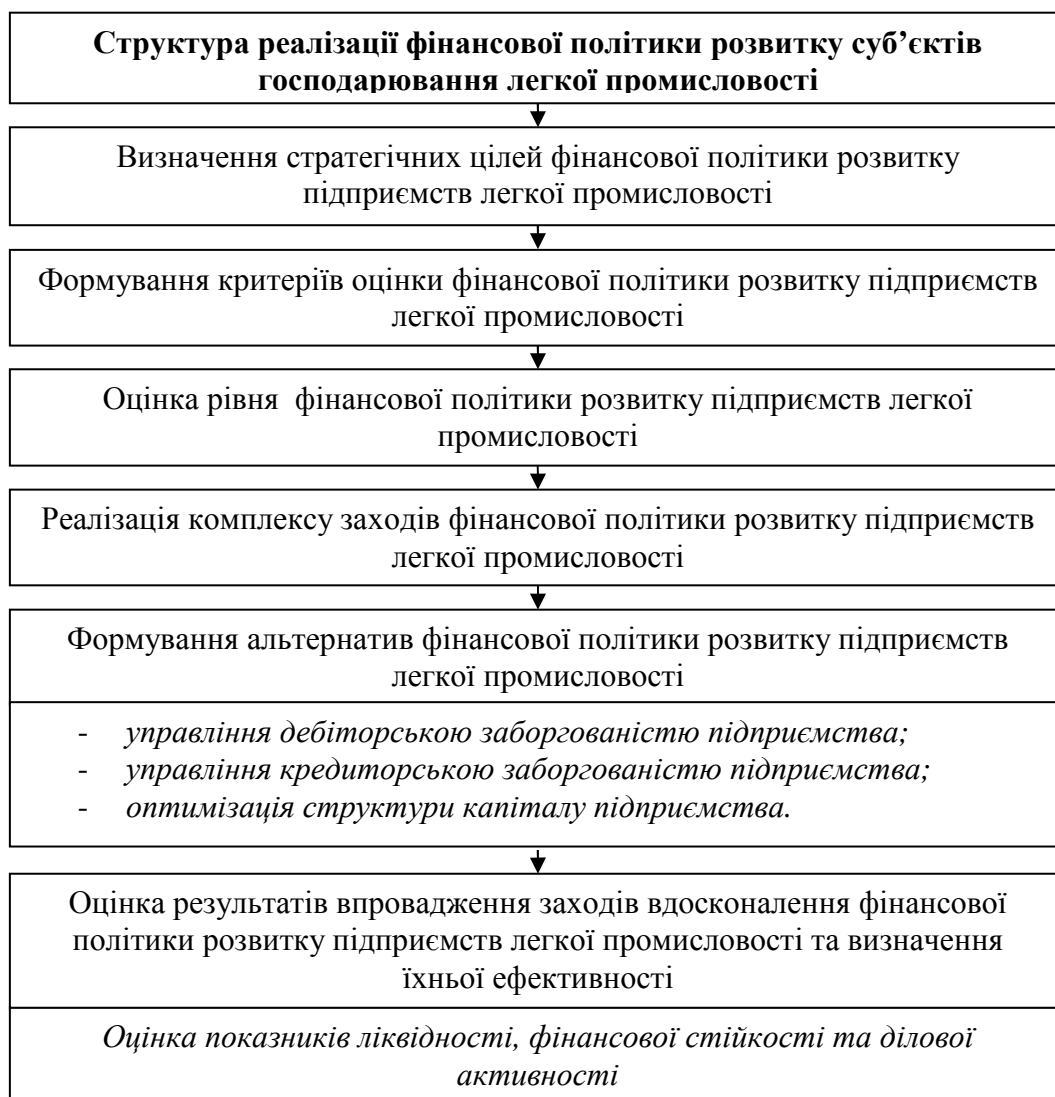 Структура реалізації фінансової політики розвитку суб’єктів
господарювання легкої промисловості
Визначення стратегічних цілей фінансової політики розвитку
підприємств легкої промисловості
Формування критеріїв оцінки фінансової політики розвитку підприємств
легкої промисловості
Оцінка рівня  фінансової політики розвитку підприємств легкої
промисловості
Реалізація комплексу заходів фінансової політики розвитку підприємств
легкої промисловості
Формування альтернатив фінансової політики розвитку підприємств
легкої промисловості
- управління дебіторською заборгованістю підприємства;
- управління кредиторською заборгованістю підприємства;
- оптимізація структури капіталу підприємства.
Оцінка результатів впровадження заходів вдосконалення фінансової
політики розвитку підприємств легкої промисловості та визначення
їхньої ефективності
Оцінка показників ліквідності, фінансової стійкості та ділової
активності